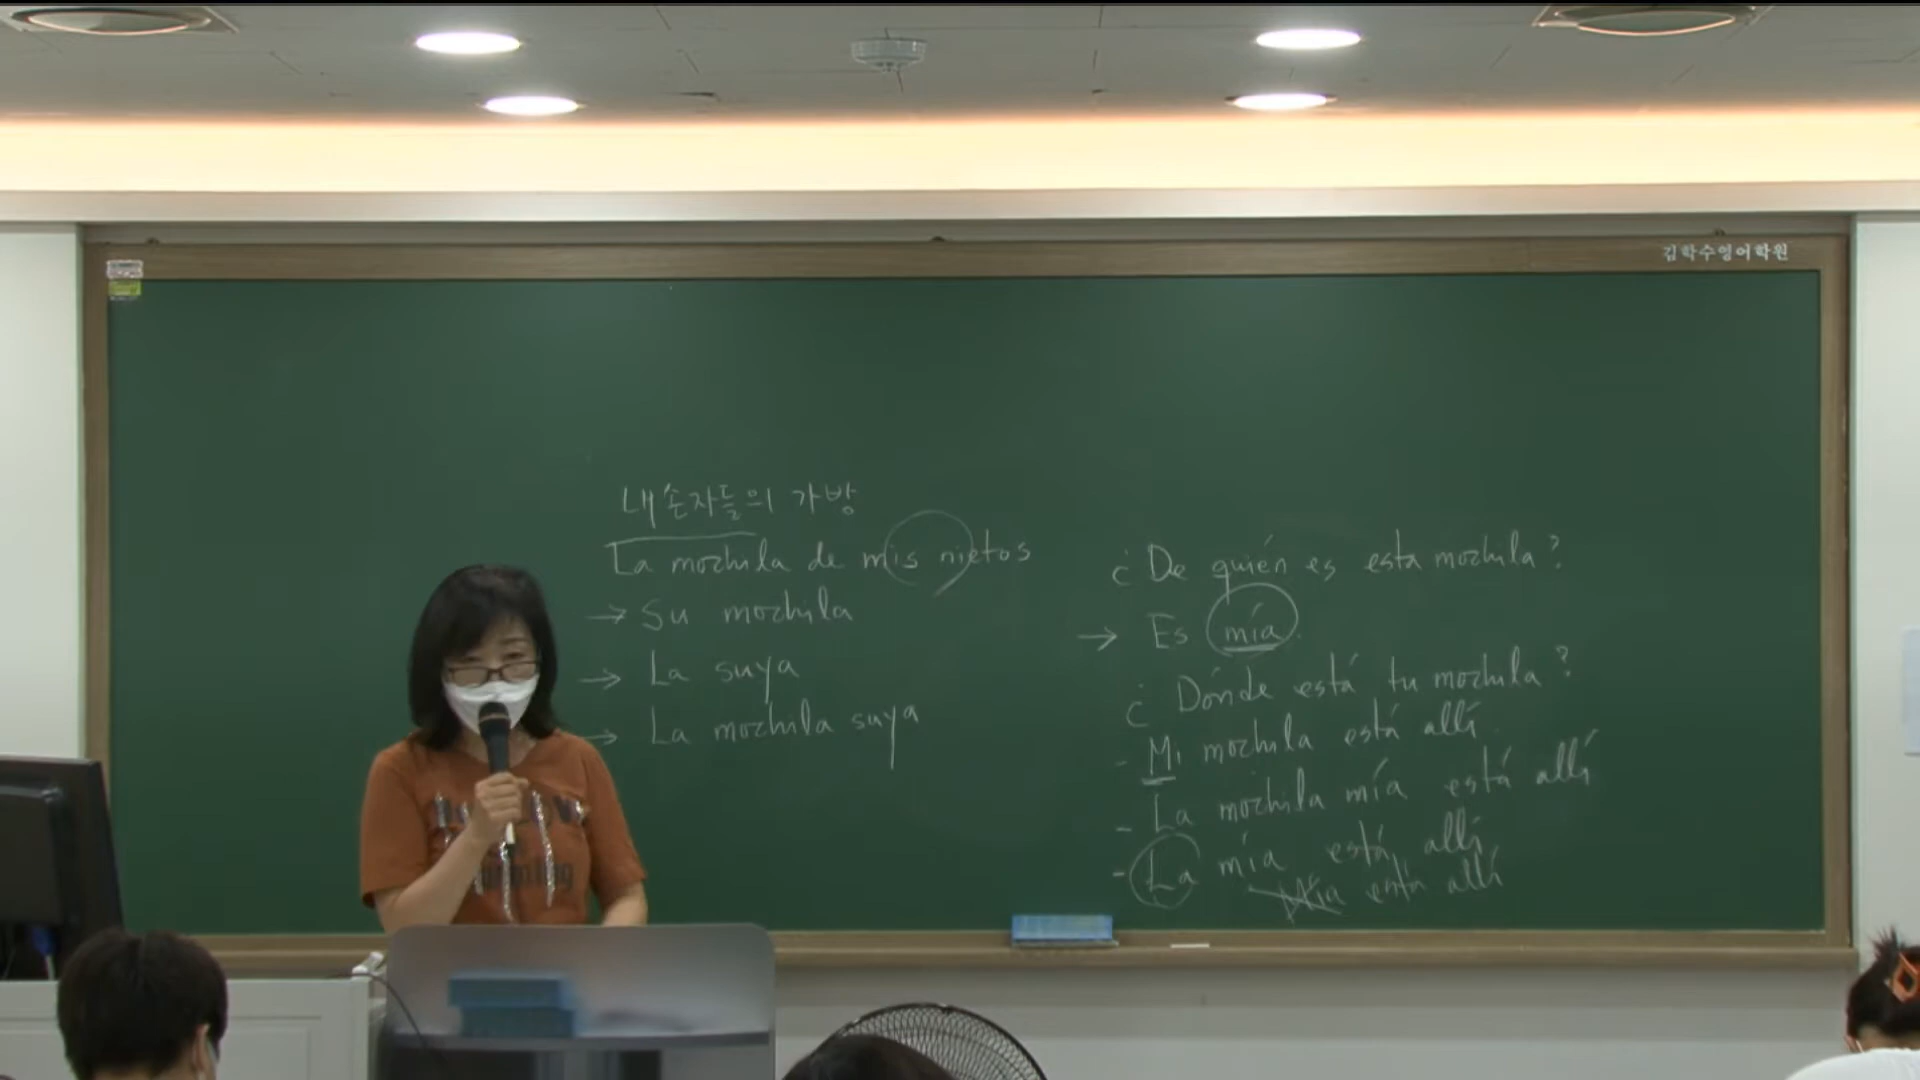 김학수영어학원
내 손자들의 가방
La mochila de mis nietos
→ Su mochila
→ La suya
→ La mochila suya
¿De quién es esta mochila?
→ Es mía.
¿Dónde está tu mochila?
- Mi mochila está allí.
- La mochila mía está allí
- La mía está allí
Mía está allí